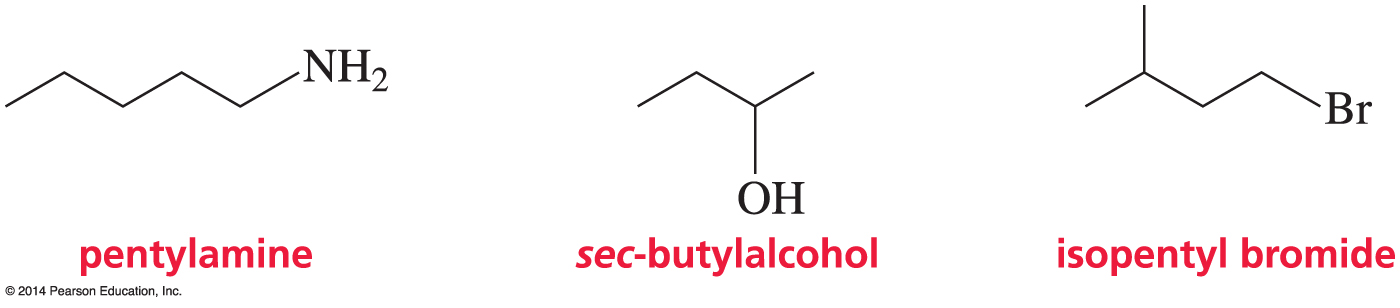 NH₂
OH
Br
pentylamine
sec-butylalcohol
isopentyl bromide
© 2014 Pearson Education, Inc.